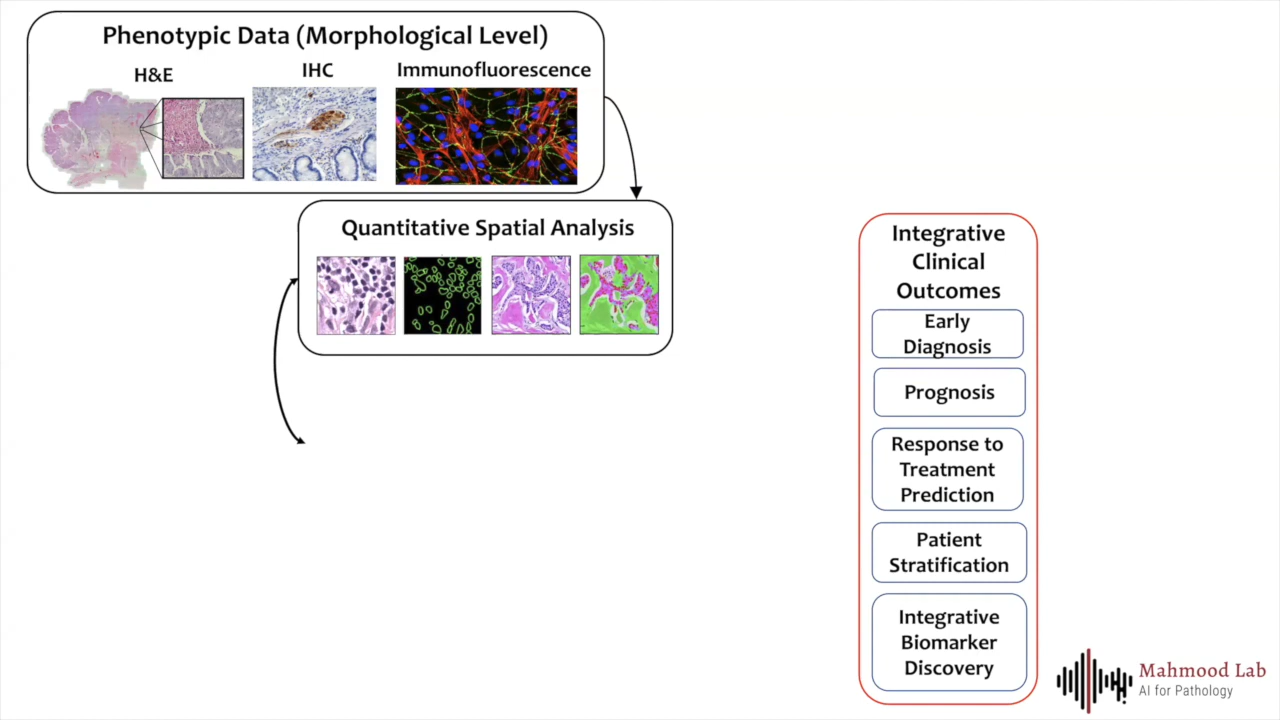 Phenotypic Data (Morphological Level)
H&E
IHC
Immunofluorescence
Quantitative Spatial Analysis
Integrative
Clinical
Outcomes
Early
Diagnosis
Prognosis
Response to
Treatment
Prediction
Patient
Stratification
Integrative
Biomarker
Discovery
Mahmood Lab
AI for Pathology